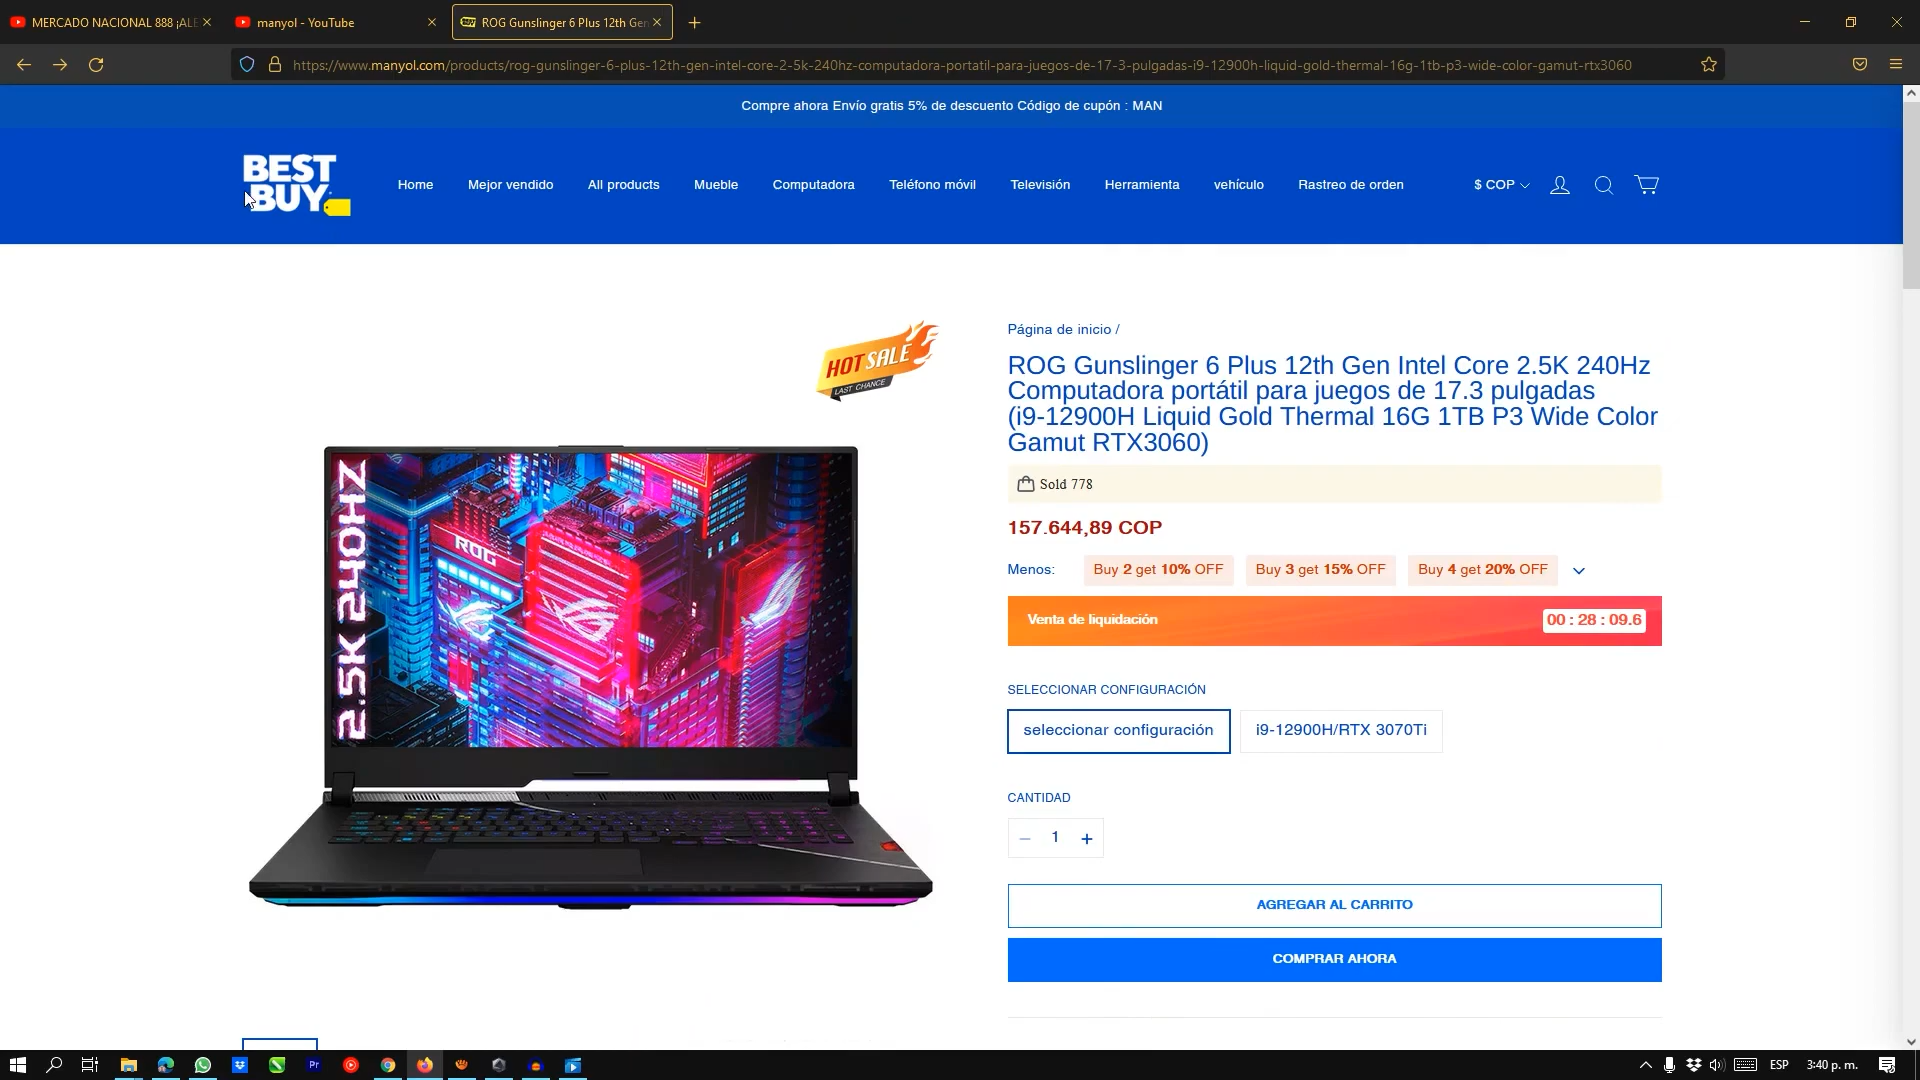 MERCADO NACIONAL 888 ¡ALE
manyol - YouTube
ROG Gunslinger 6 Plus 12th Gen
https://www.manyol.com/products/rog-gunslinger-6-plus-12th-gen-intel-core-2-5k-240hz-computadora-portatil-para-juegos-de-17-3-pulgadas-i9-12900h-liquid-gold-thermal-16g-1tb-p3-wide-color-gamut-rtx3060
Compre ahora Envío gratis 5% de descuento Código de cupón : MAN
BEST
BUY
Home
Mejor vendido
All products
Mueble
Computadora
Teléfono móvil
Televisión
Herramienta
vehículo
Rastreo de orden
$ COP
HOT SALE
LAST CHANCE
2.5K 240HZ
ROG
Página de inicio /
ROG Gunslinger 6 Plus 12th Gen Intel Core 2.5K 240Hz
Computadora portátil para juegos de 17.3 pulgadas
(i9-12900H Liquid Gold Thermal 16G 1TB P3 Wide Color
Gamut RTX3060)
Sold 778
157.644,89 COP
Menos:
Buy 2 get 10% OFF
Buy 3 get 15% OFF
Buy 4 get 20% OFF
Venta de liquidación
00 : 28 : 09.6
SELECCIONAR CONFIGURACIÓN
seleccionar configuración
i9-12900H/RTX 3070Ti
CANTIDAD
− 1 +
AGREGAR AL CARRITO
COMPRAR AHORA
Pr
ESP
3:40 p. m.